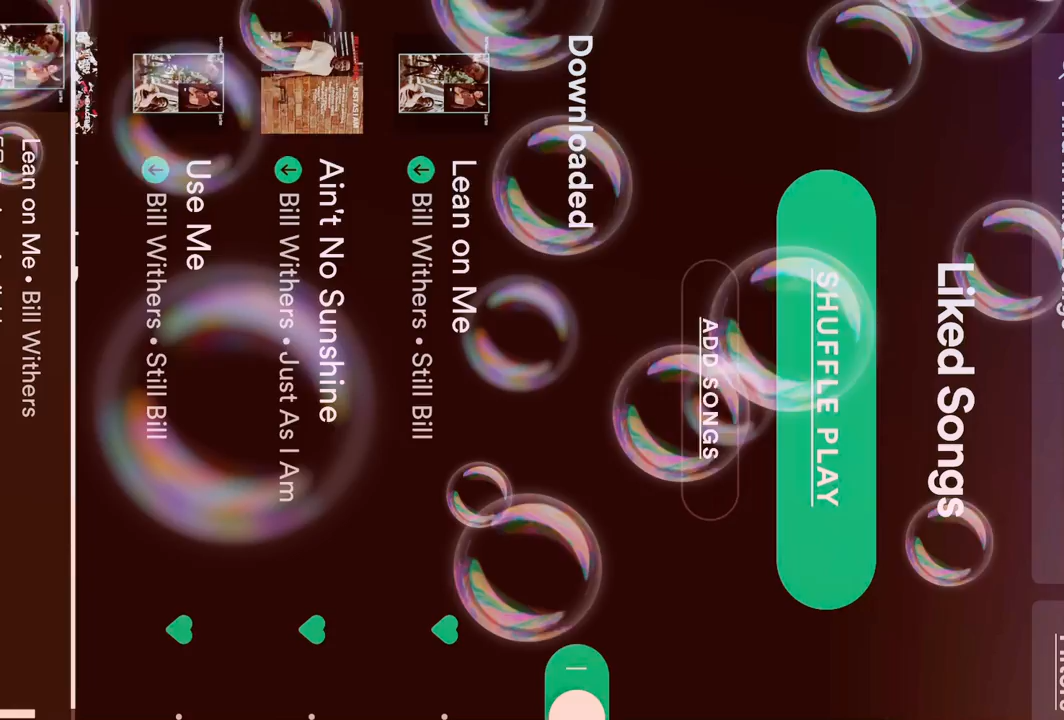 Liked Songs
SHUFFLE PLAY
ADD SONGS
Downloaded
Lean on Me
Bill Withers • Still Bill
Ain't No Sunshine
Bill Withers • Just As I Am
Use Me
Bill Withers • Still Bill
Lean on Me • Bill Withers